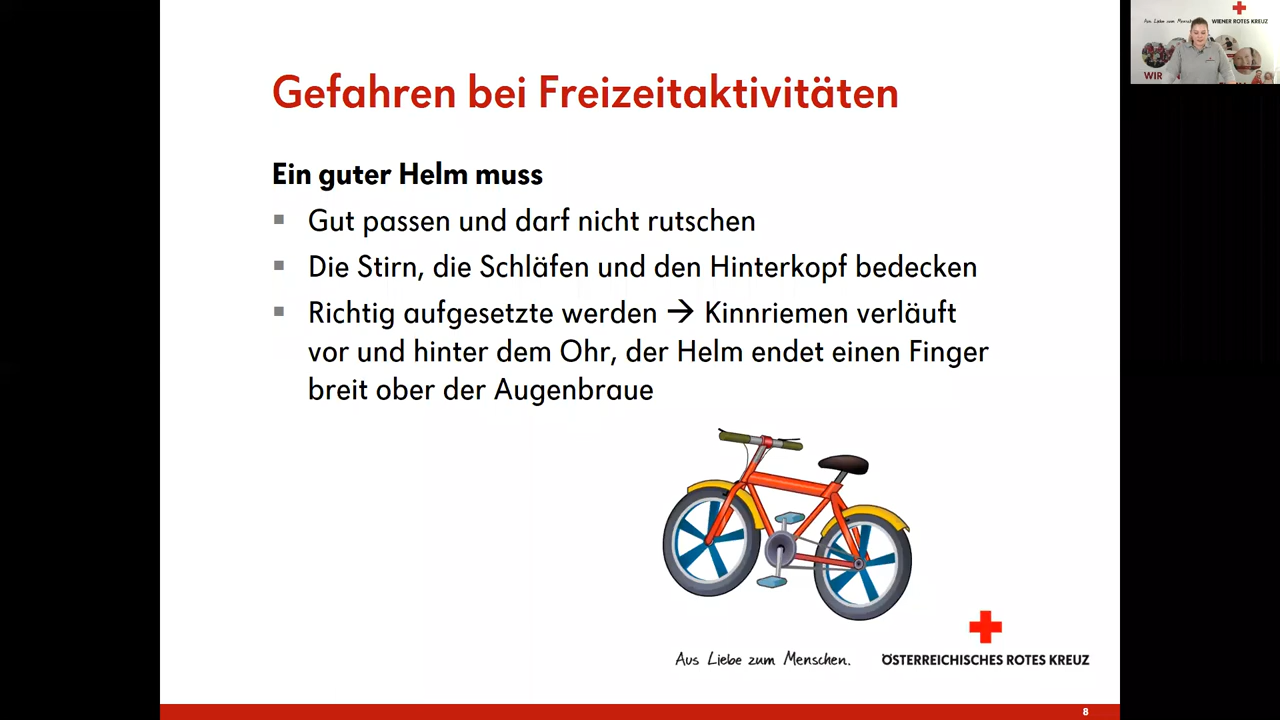 Gefahren bei Freizeitaktivitäten
Ein guter Helm muss
▪ Gut passen und darf nicht rutschen
▪ Die Stirn, die Schläfen und den Hinterkopf bedecken
▪ Richtig aufgesetzte werden → Kinnriemen verläuft
vor und hinter dem Ohr, der Helm endet einen Finger
breit ober der Augenbraue
Aus Liebe zum Menschen.
ÖSTERREICHISCHES ROTES KREUZ
8
WIENER ROTES KREUZ
WIR